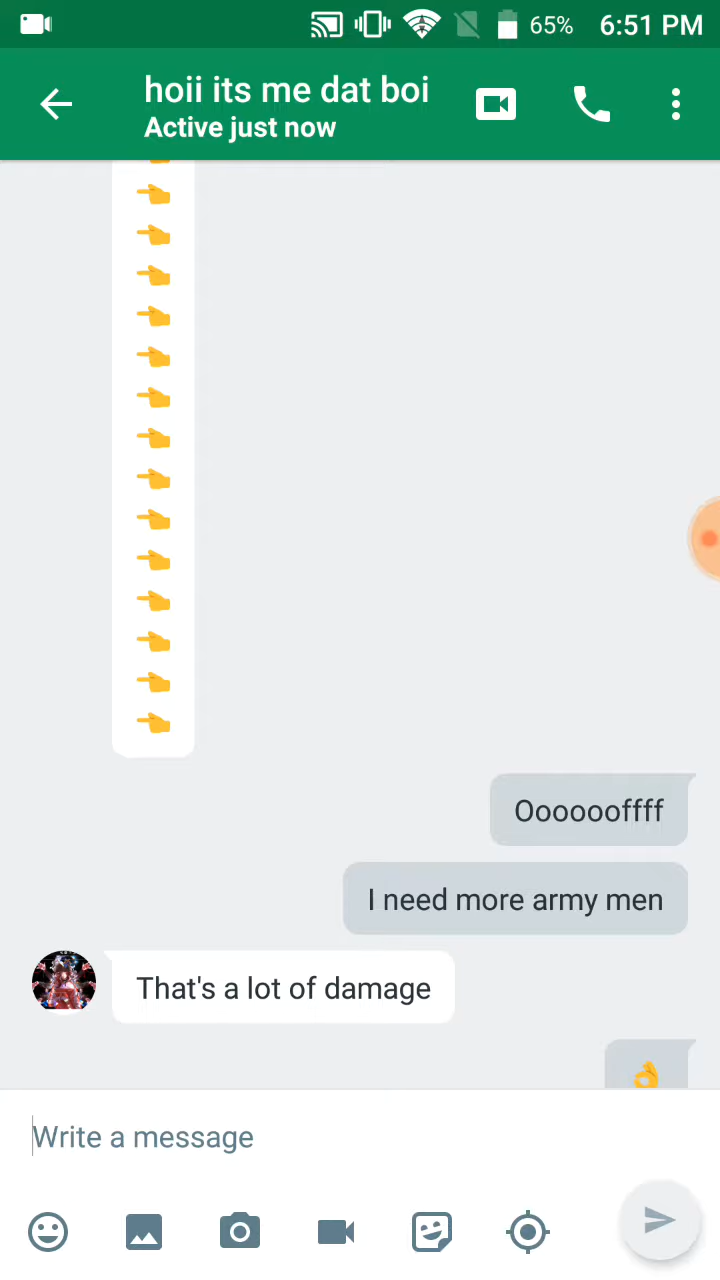 65% 6:51 PM
hoii its me dat boi
Active just now
👈
👈
👈
👈
👈
👈
👈
👈
👈
👈
👈
👈
👈
👈
Ooooooffff
I need more army men
That's a lot of damage
👌
Write a message